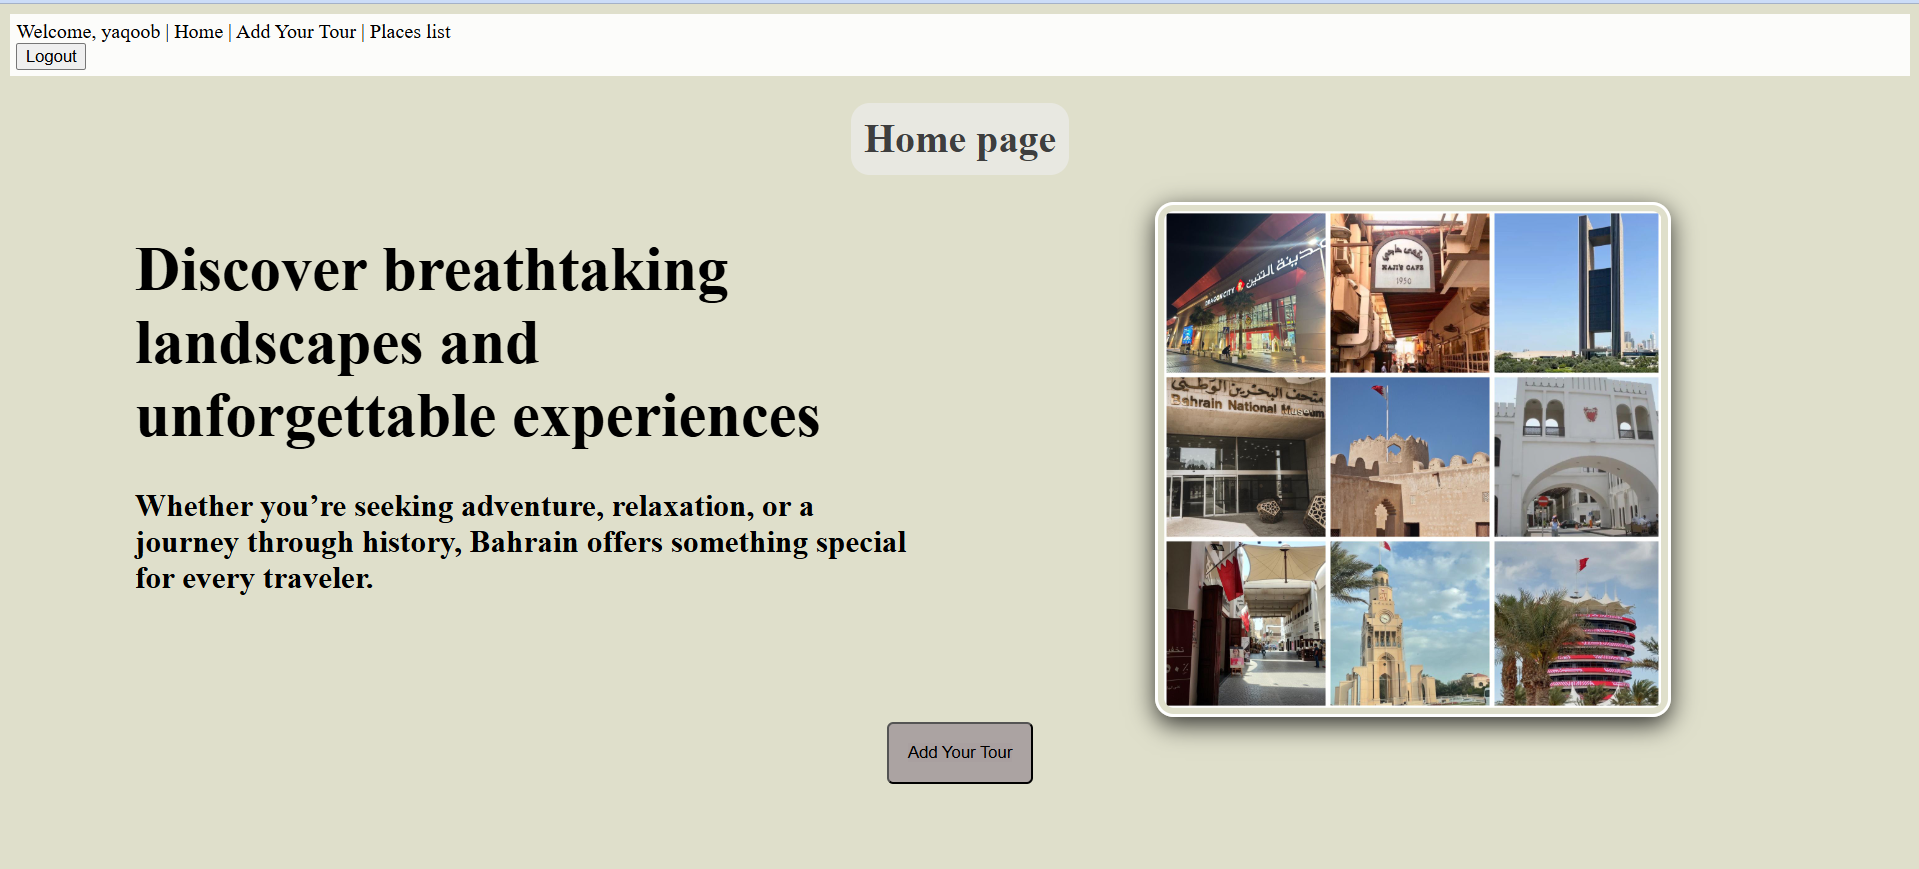 Welcome, yaqoob | Home | Add Your Tour | Places list
Logout
Home page
Discover breathtaking
landscapes and
unforgettable experiences
Whether you’re seeking adventure, relaxation, or a
journey through history, Bahrain offers something special
for every traveler.
مدينة التنين
DRAGON CITY
HAJI'S CAFE
1950
متحف البحرين الوطني
Bahrain National Museum
Add Your Tour